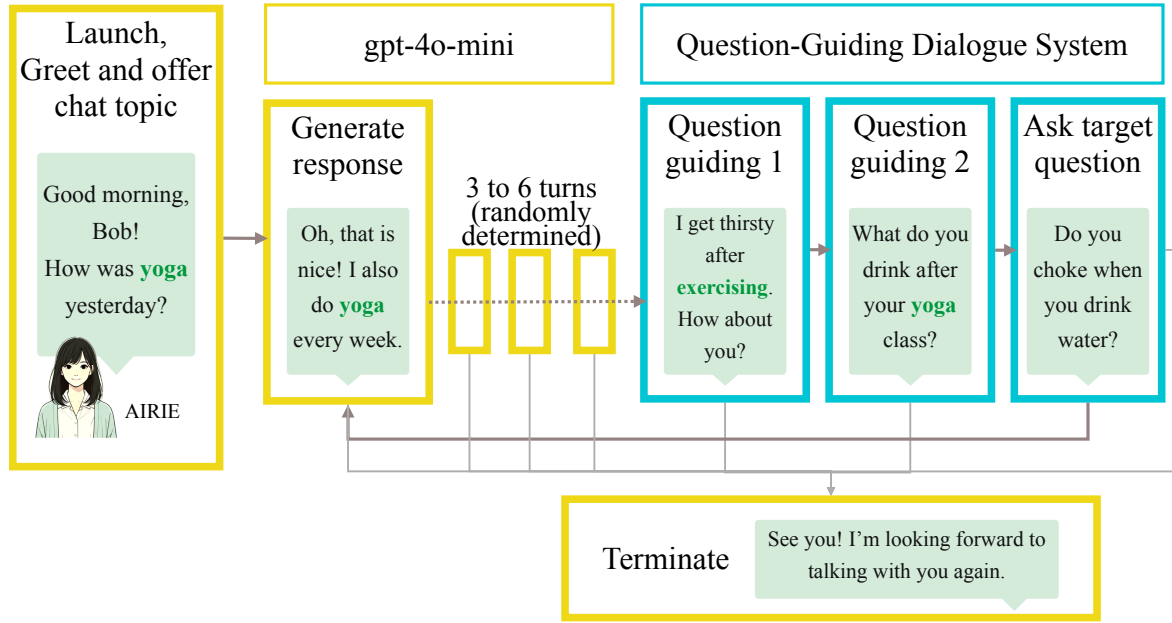 Launch,
Greet and offer
chat topic
Good morning,
Bob!
How was yoga
yesterday?
AIRIE
gpt-4o-mini
Generate
response
Oh, that is
nice! I also
do yoga
every week.
3 to 6 turns
(randomly
determined)
Question-Guiding Dialogue System
Question
guiding 1
I get thirsty
after
exercising.
How about
you?
Question
guiding 2
What do you
drink after
your yoga
class?
Ask target
question
Do you
choke when
you drink
water?
Terminate
See you! I’m looking forward to
talking with you again.